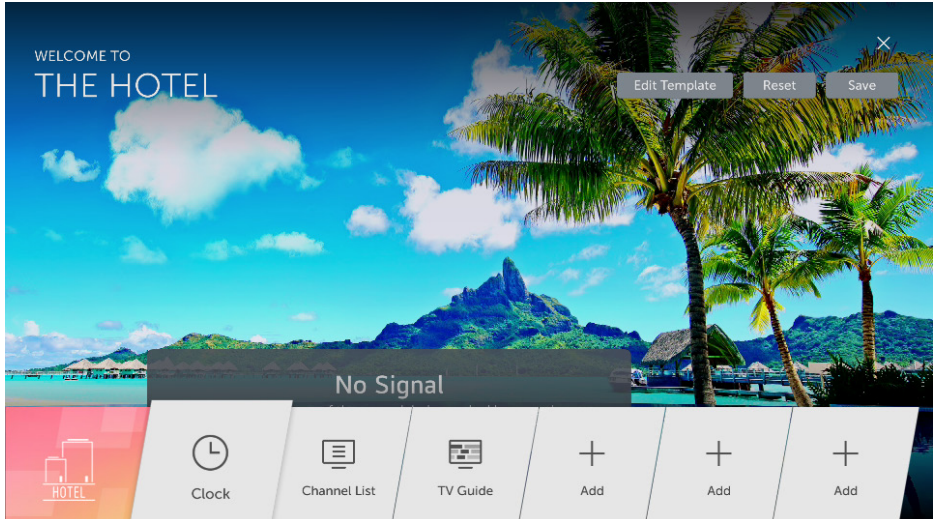 WELCOME TO
THE HOTEL
Edit Template
Reset
Save
No Signal
HOTEL
Clock
Channel List
TV Guide
Add
Add
Add